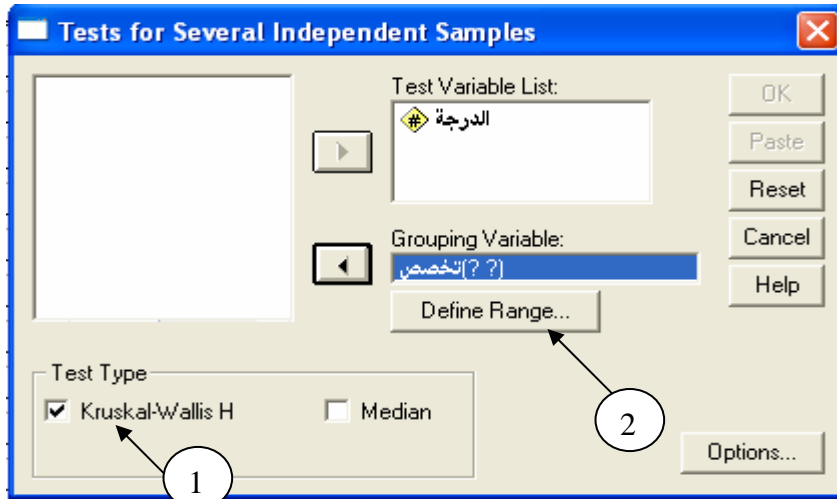 Tests for Several Independent Samples
Test Variable List:
الدرجة
Grouping Variable:
تخصص(? ?)
Define Range...
OK
Paste
Reset
Cancel
Help
Test Type
Kruskal-Wallis H
Median
Options...
1
2